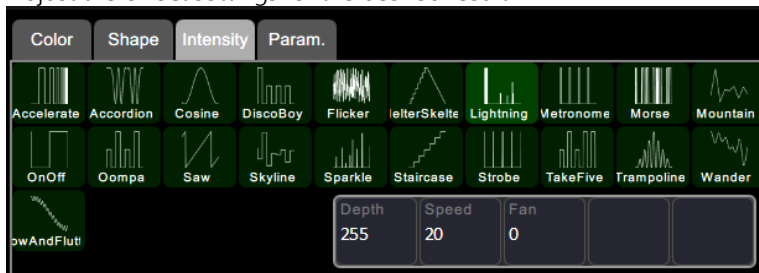 Color Shape Intensity Param.
Accelerate Accordion Cosine DiscoBoy Flicker lelterSkelte Lightning Metronome Morse Mountain
OnOff Oompa Saw Skyline Sparkle Staircase Strobe TakeFive Trampoline Wander
owAndFlutt
Depth Speed Fan
255 20 0